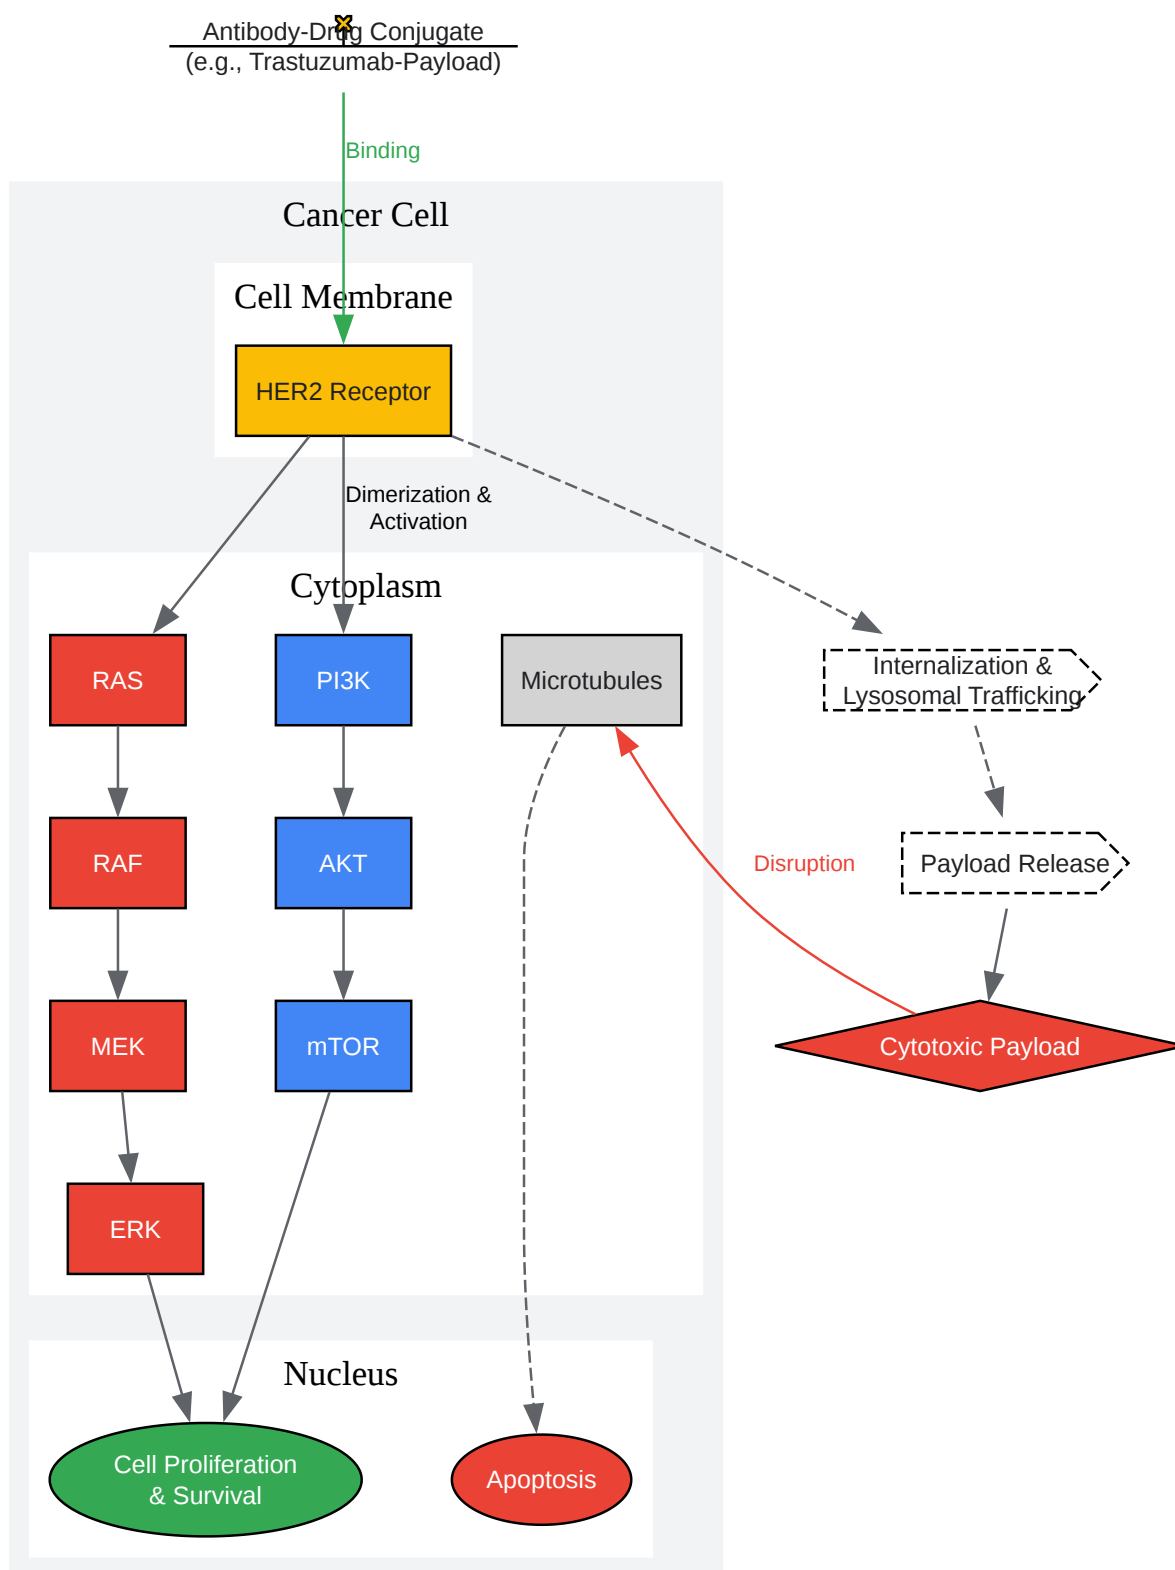 Antibody-Drug Conjugate
(e.g., Trastuzumab-Payload)
Binding
Cancer Cell
Cell Membrane
HER2 Receptor
Dimerization &
Activation
Cytoplasm
RAS
PI3K
Microtubules
Internalization &
Lysosomal Trafficking
RAF
AKT
Disruption
Payload Release
MEK
mTOR
Cytotoxic Payload
ERK
Nucleus
Cell Proliferation
& Survival
Apoptosis